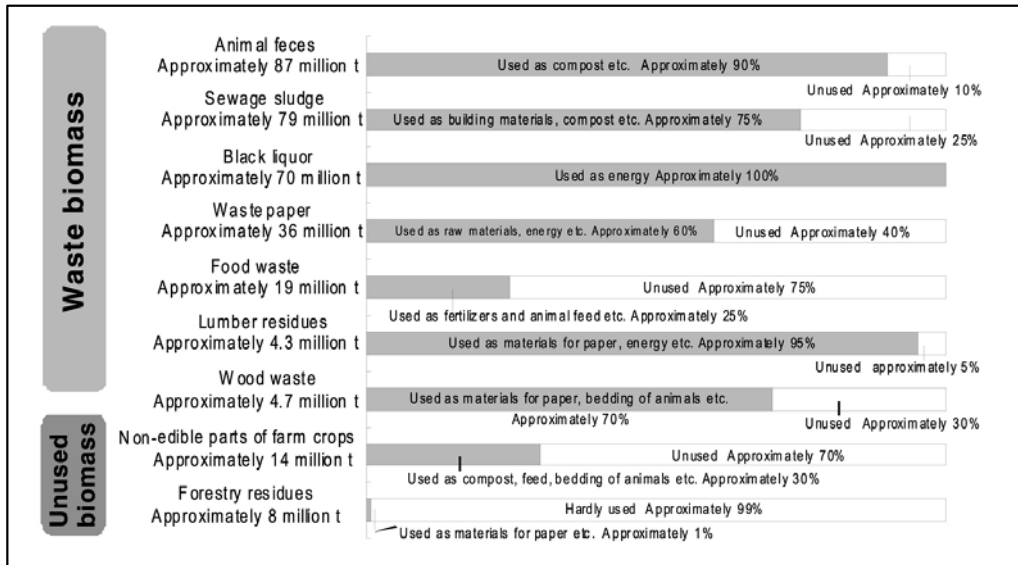 Waste biomass
Animal feces
Approximately 87 million t
Used as compost etc. Approximately 90%
Unused Approximately 10%
Sewage sludge
Approximately 79 million t
Used as building materials, compost etc. Approximately 75%
Unused Approximately 25%
Black liquor
Approximately 70 million t
Used as energy Approximately 100%
Waste paper
Approximately 36 million t
Used as raw materials, energy etc. Approximately 60%
Unused Approximately 40%
Food waste
Approximately 19 million t
Unused Approximately 75%
Used as fertilizers and animal feed etc. Approximately 25%
Lumber residues
Approximately 4.3 million t
Used as materials for paper, energy etc. Approximately 95%
Unused approximately 5%
Wood waste
Approximately 4.7 million t
Used as materials for paper, bedding of animals etc.
Approximately 70%
Unused Approximately 30%
Unused
biomass
Non-edible parts of farm crops
Approximately 14 million t
Unused Approximately 70%
Used as compost, feed, bedding of animals etc. Approximately 30%
Forestry residues
Approximately 8 million t
Hardly used Approximately 99%
Used as materials for paper etc. Approximately 1%